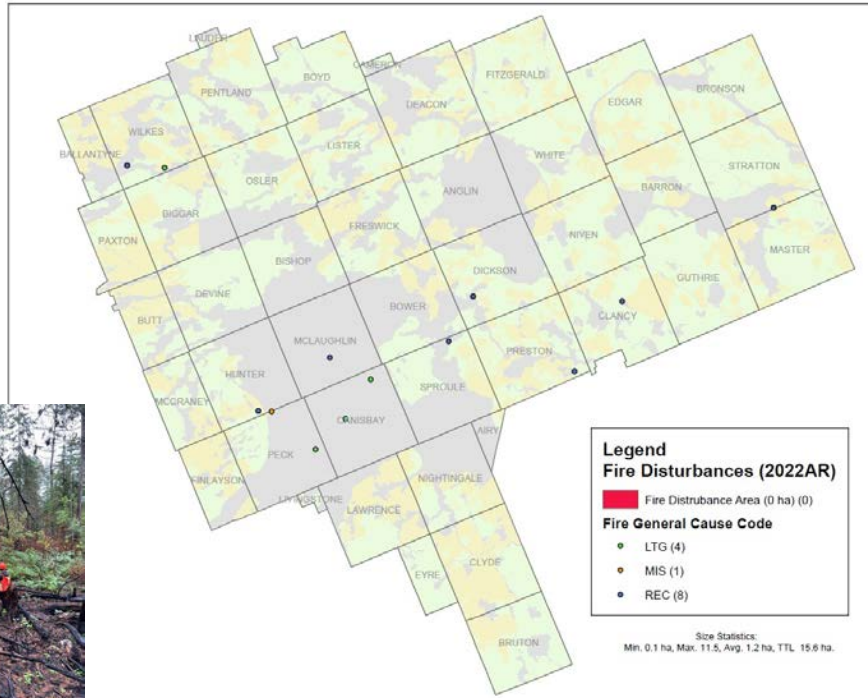 LAUDER
PENTLAND
BOYD
CAMERON
DEACON
FITZGERALD
EDGAR
BRONSON
WILKES
BALLANTYNE
LISTER
OSLER
WHITE
STRATTON
BARRON
ANGLIN
BIGGAR
PAXTON
FRESWICK
NIVEN
MASTER
BISHOP
DICKSON
GUTHRIE
DEVINE
BUTT
BOWER
CLANCY
MCLAUGHLIN
PRESTON
HUNTER
MCCRANEY
SPROULE
CANISBAY
AIRY
PECK
FINLAYSON
NIGHTINGALE
LIVINGSTONE
LAWRENCE
EYRE
CLYDE
BRUTON
Legend
Fire Disturbances (2022AR)
Fire Distrubance Area (0 ha) (0)
Fire General Cause Code
LTG (4)
MIS (1)
REC (8)
Size Statistics:
Min. 0.1 ha, Max. 11.5, Avg. 1.2 ha, TTL 15.6 ha.